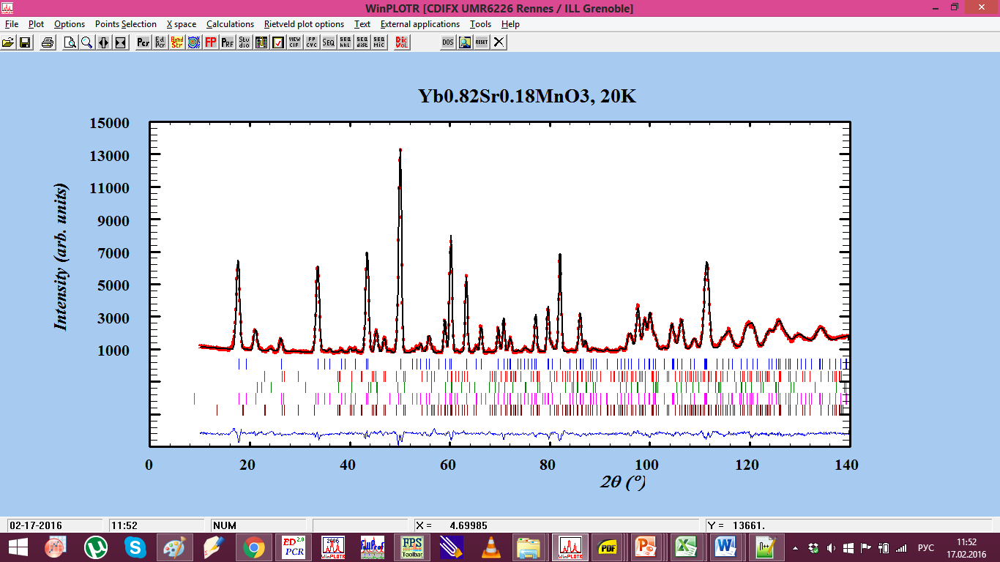 WinPLOTR [CDIFX UMR6226 Rennes / ILL Grenoble]
File Plot Options Points Selection X space Calculations Rietveld plot options Text External applications Tools Help
Pcr Ed Pcr Bond Str FP PRF Stu dio VIEW CIF FP CYC SEQ SEQ hkl SEQ dist SEQ MIC Dic VOL DOS RESET
Yb0.82Sr0.18MnO3, 20K
Intensity (arb. units)
15000
13000
11000
9000
7000
5000
3000
1000
0 20 40 60 80 100 120 140
2θ (°)
02-17-2016 11:52 NUM X = 4.69985 Y = 13661.
ED 2.0 PCR 2006 WinPLOTR FullProf FPS Toolbar WinPLOTR PDF РУС 11:52
17.02.2016